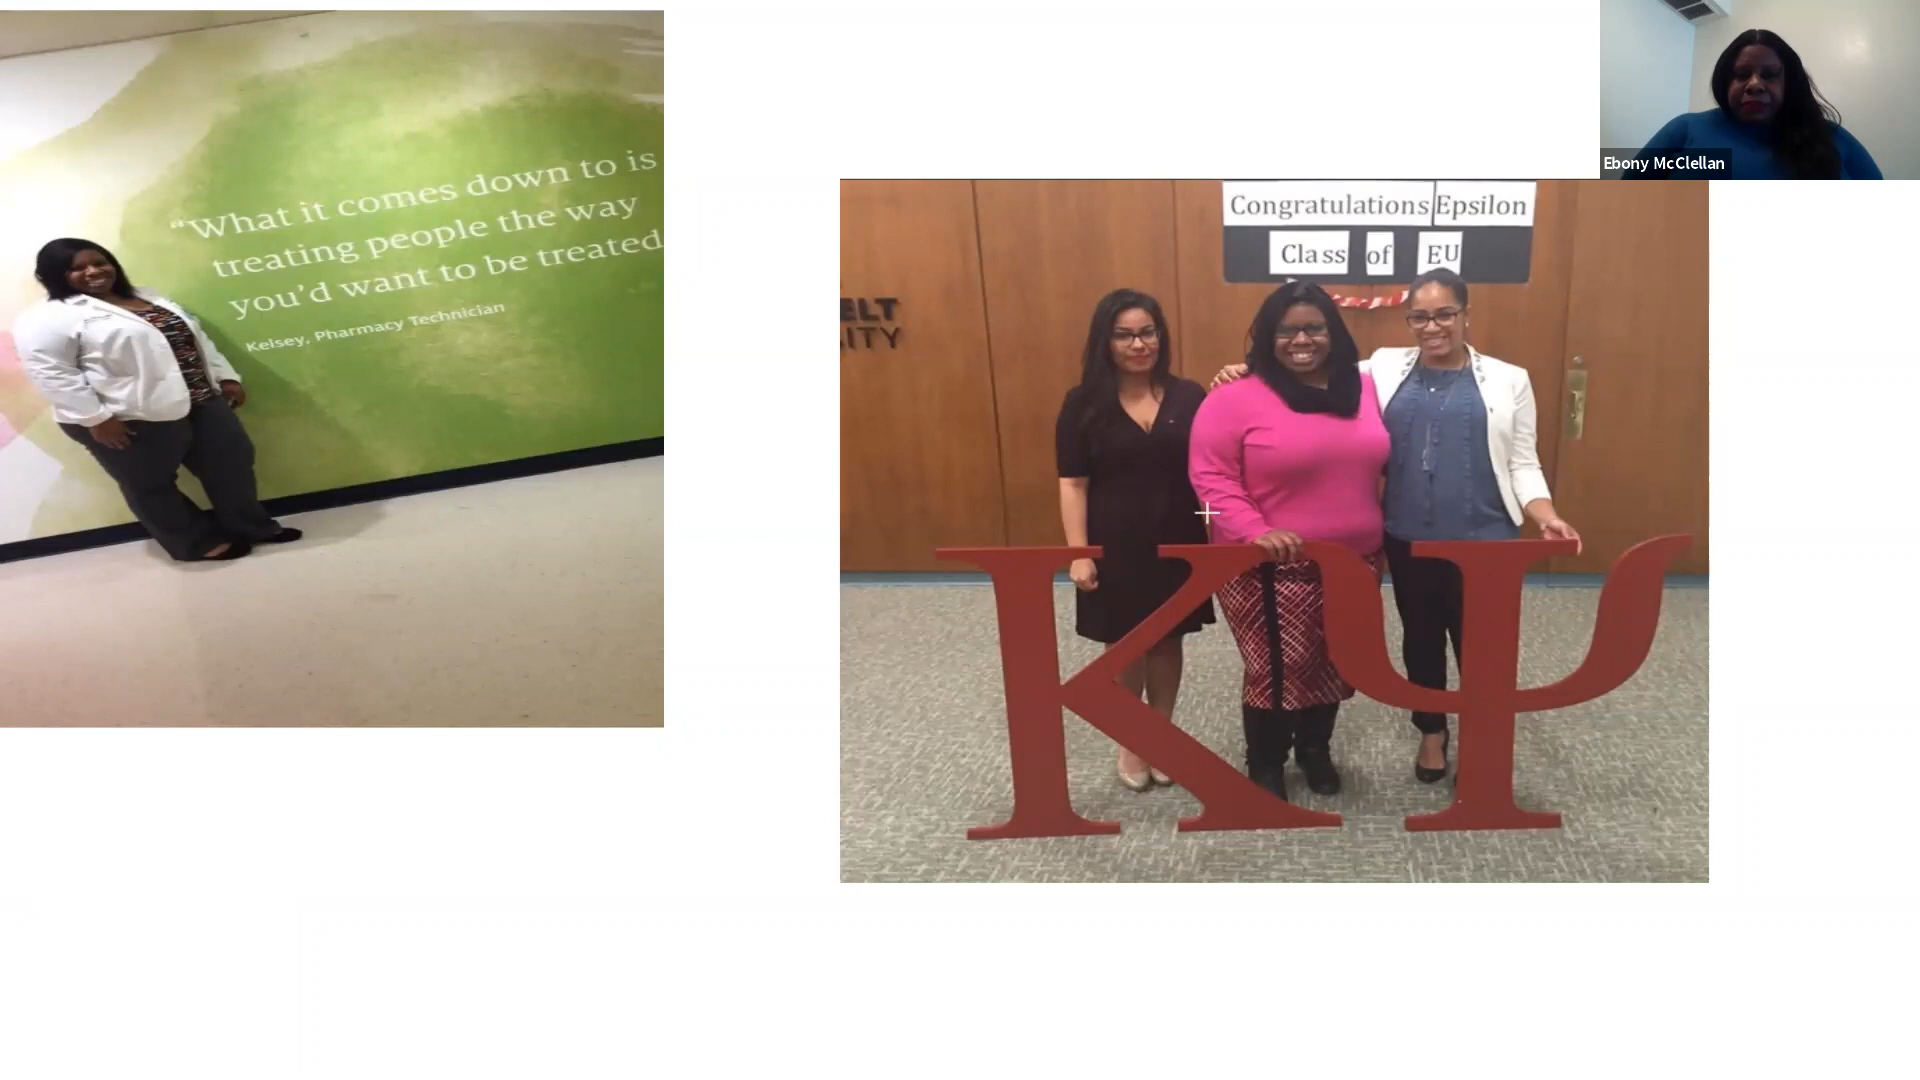 Ebony McClellan
“What it comes down to is
treating people the way
you’d want to be treated
Kelsey, Pharmacy Technician
Congratulations Epsilon
Class of EU
ELT
ITY
ΚΨ